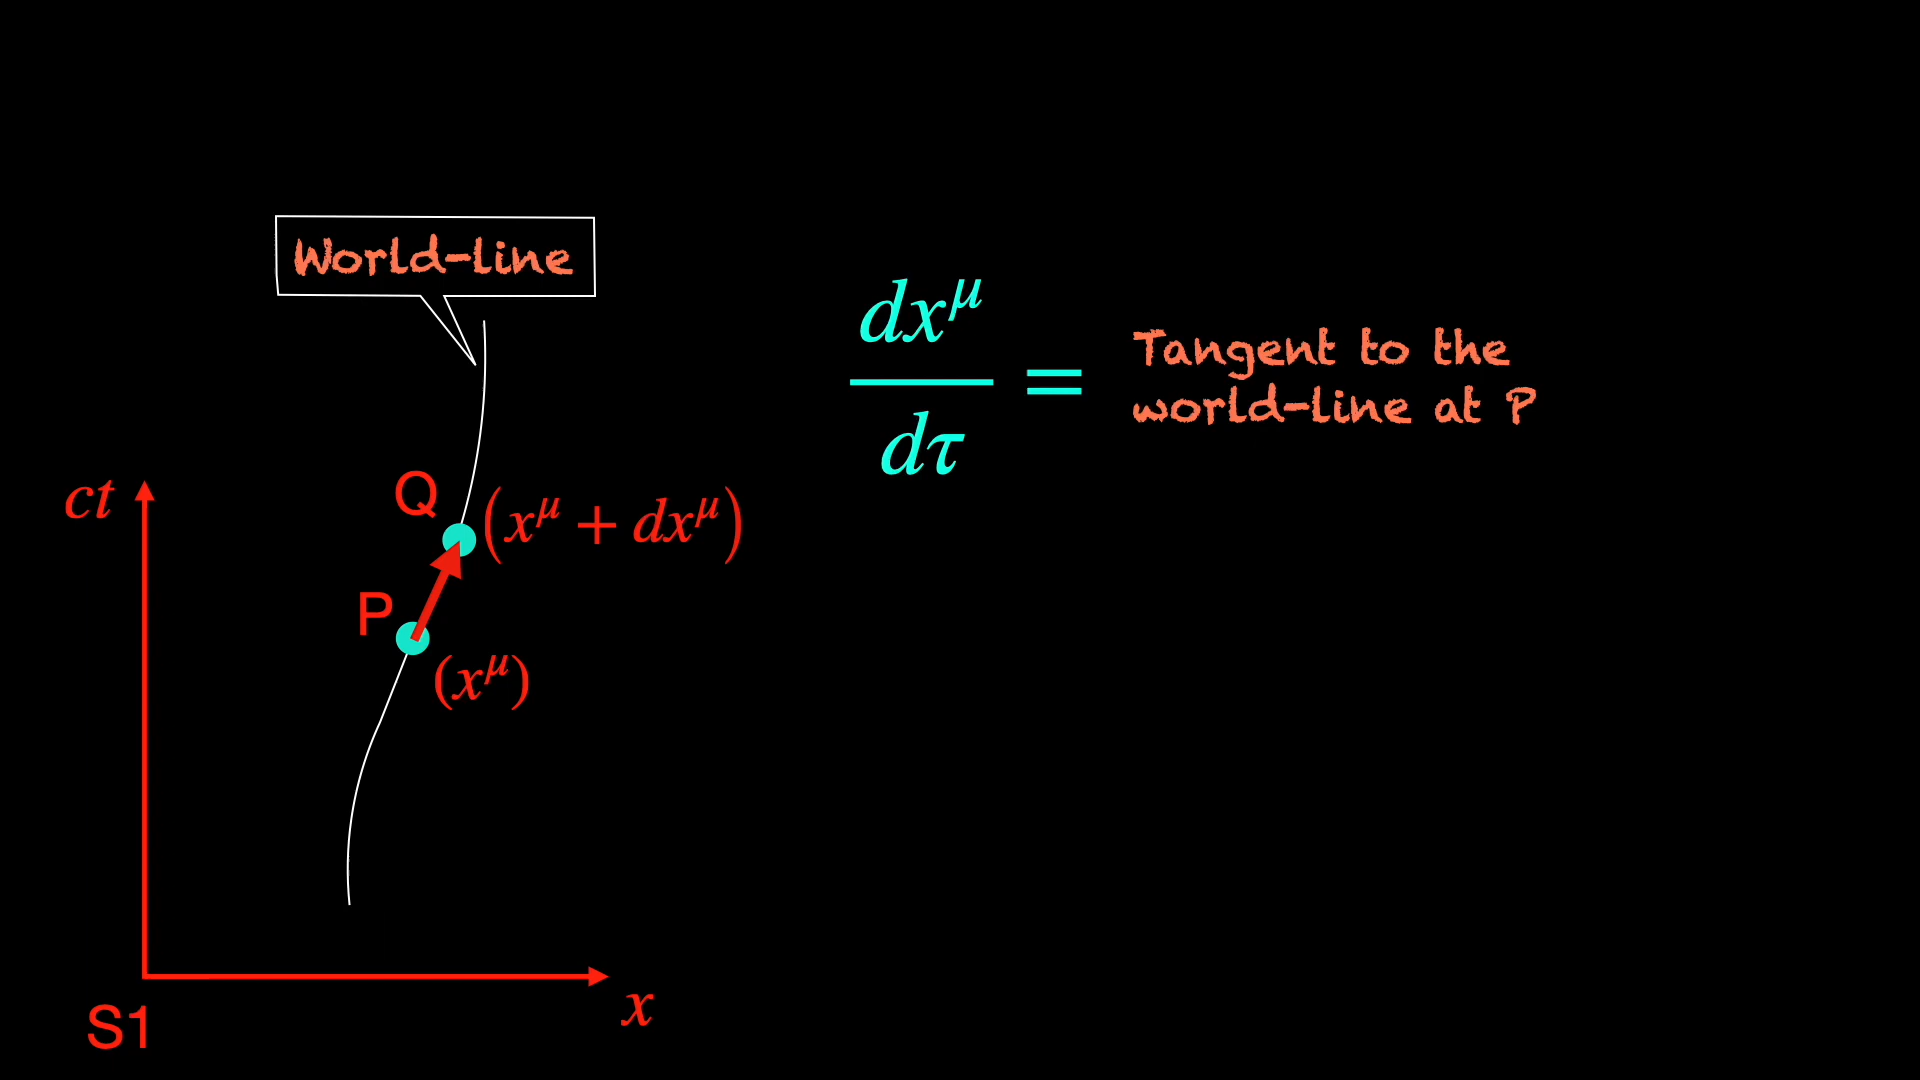 World-line
dx^μ
dτ
=
Tangent to the
world-line at P
ct
Q
(x^μ + dx^μ)
P
(x^μ)
x
S1